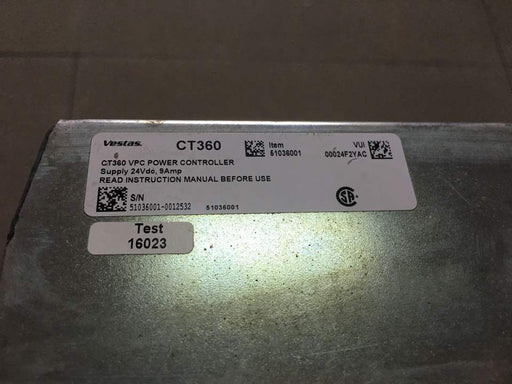 Vestas.
CT360
Item
51036001
VUI
00024F2YAC
CT360 VPC POWER CONTROLLER
Supply 24Vdc, 9Amp
READ INSTRUCTION MANUAL BEFORE USE
S/N
51036001-0012532
51036001
Test
16023